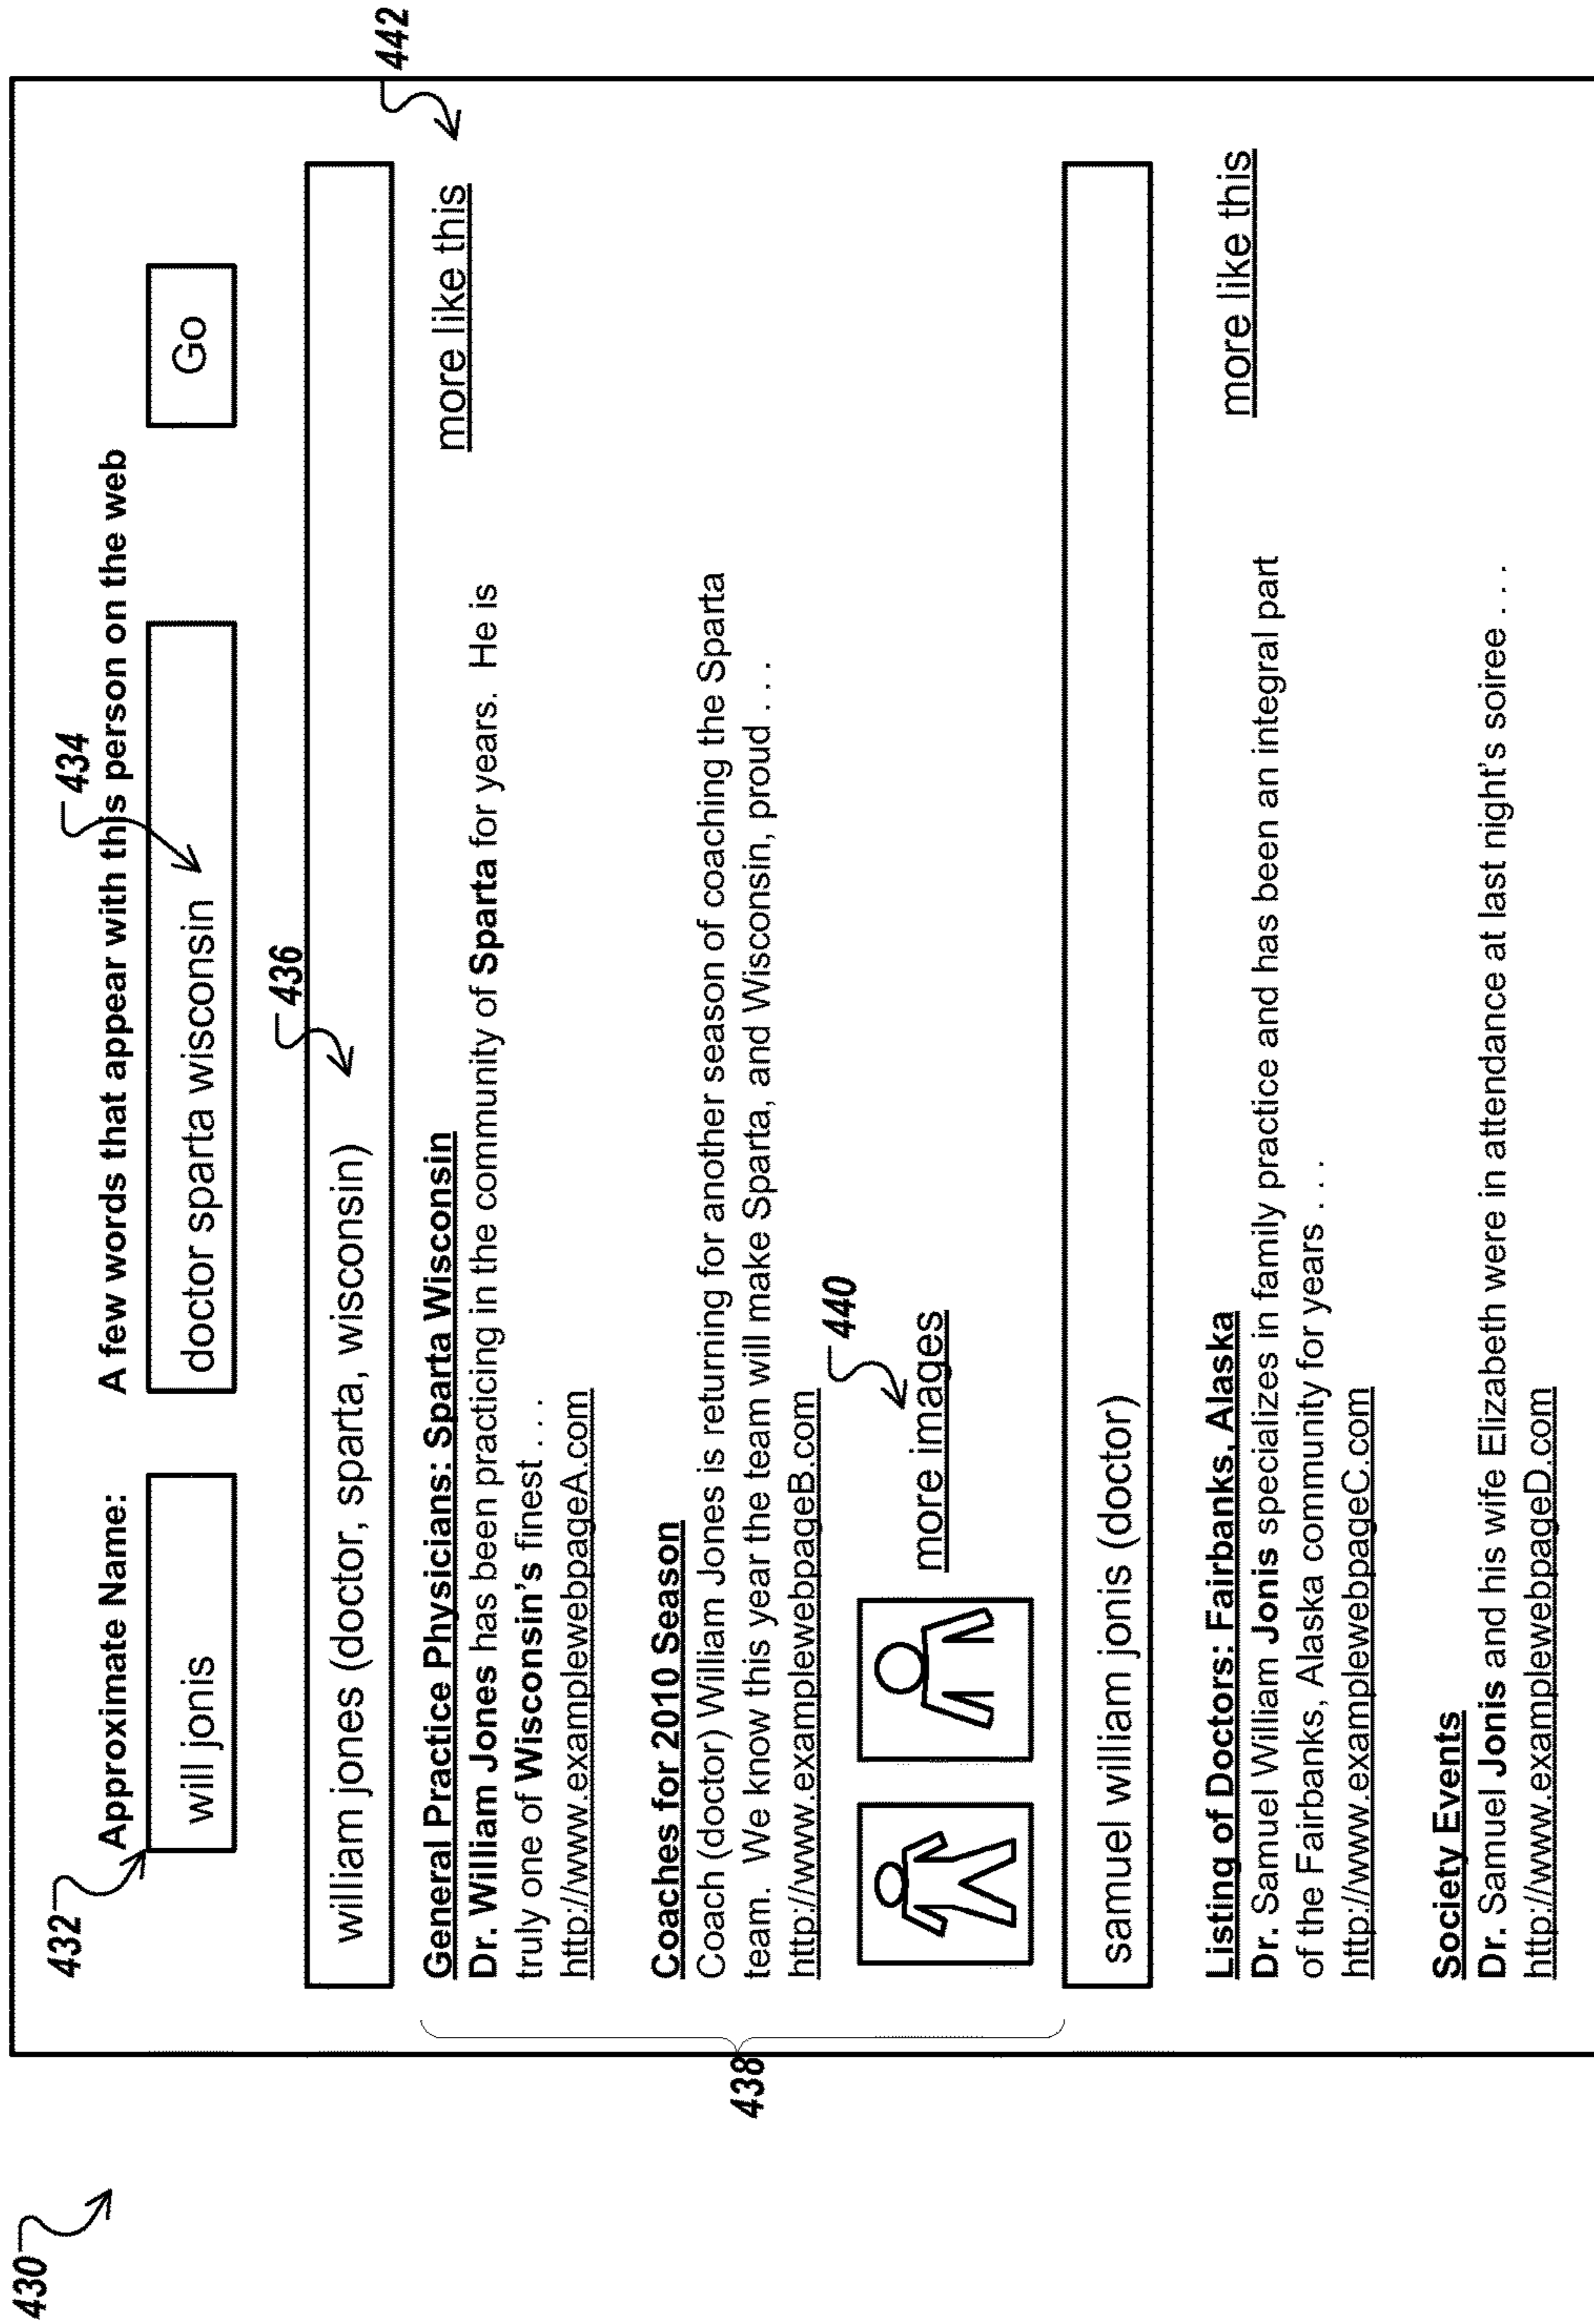 430
432
Approximate Name:
A few words that appear with this person on the web
434
will jonis
doctor sparta wisconsin
Go
436
william jones (doctor, sparta, wisconsin)
442
General Practice Physicians: Sparta Wisconsin
more like this
Dr. William Jones has been practicing in the community of Sparta for years. He is
truly one of Wisconsin's finest . . .
http://www.examplewebpageA.com
438
Coaches for 2010 Season
Coach (doctor) William Jones is returning for another season of coaching the Sparta
team. We know this year the team will make Sparta, and Wisconsin, proud . . .
http://www.examplewebpageB.com
440
more images
samuel william jonis (doctor)
Listing of Doctors: Fairbanks, Alaska
more like this
Dr. Samuel William Jonis specializes in family practice and has been an integral part
of the Fairbanks, Alaska community for years . . .
http://www.examplewebpageC.com
Society Events
Dr. Samuel Jonis and his wife Elizabeth were in attendance at last night's soiree . . .
http://www.examplewebpageD.com